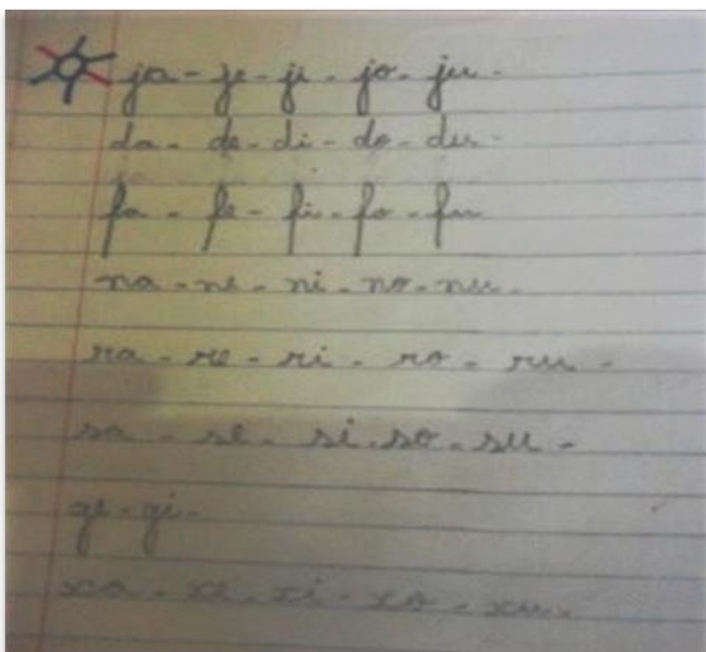 ja - je - ji - jo - ju -
da - de - di - do - du -
fa - fe - fi - fo - fu
na - ne - ni - no - nu -
ra - re - ri - ro - ru -
sa - se - si - so - su -
ge - gi -
xa - xe - xi - xo - xu -